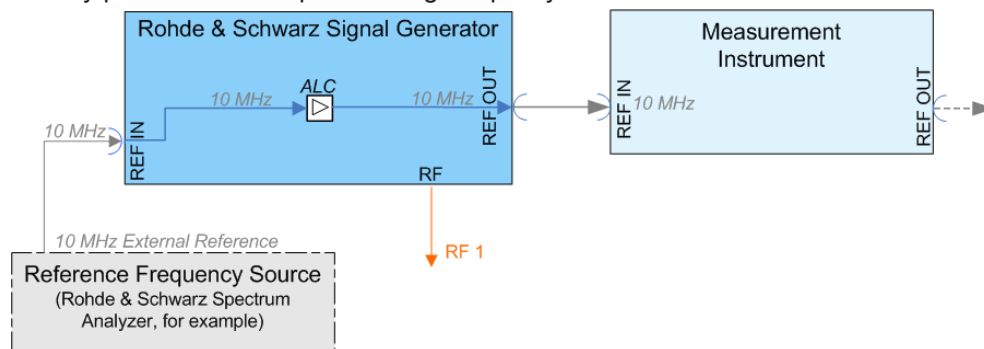 Rohde & Schwarz Signal Generator
ALC
10 MHz
10 MHz
REF OUT
REF IN
10 MHz
RF
RF 1
Measurement
Instrument
REF IN
10 MHz
REF OUT
10 MHz External Reference
Reference Frequency Source
(Rohde & Schwarz Spectrum
Analyzer, for example)